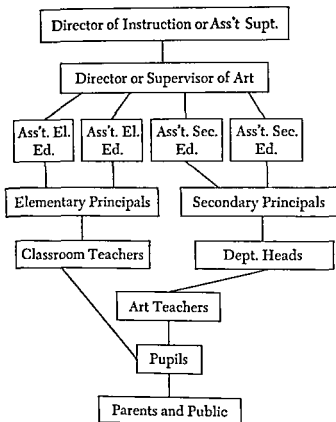 Director of Instruction or Ass't Supt.
Director or Supervisor of Art
Ass't. El.
Ed.
Ass't. El.
Ed.
Ass't. Sec.
Ed.
Ass't. Sec.
Ed.
Elementary Principals
Secondary Principals
Classroom Teachers
Dept. Heads
Art Teachers
Pupils
Parents and Public